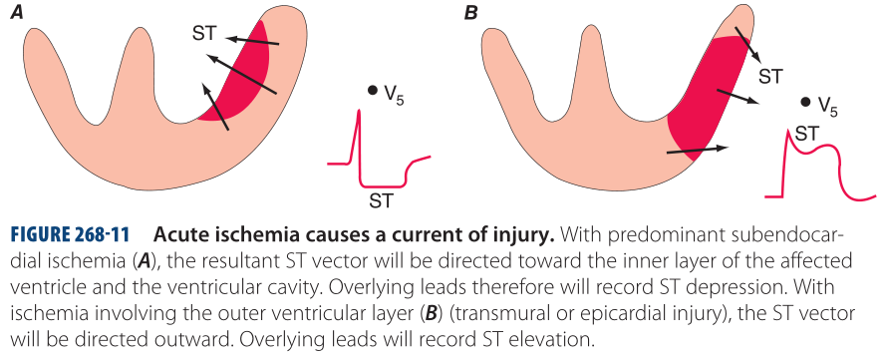 A
ST
V5
ST
B
ST
V5
ST
FIGURE 268-11 Acute ischemia causes a current of injury. With predominant subendocar-
dial ischemia (A), the resultant ST vector will be directed toward the inner layer of the affected
ventricle and the ventricular cavity. Overlying leads therefore will record ST depression. With
ischemia involving the outer ventricular layer (B) (transmural or epicardial injury), the ST vector
will be directed outward. Overlying leads will record ST elevation.